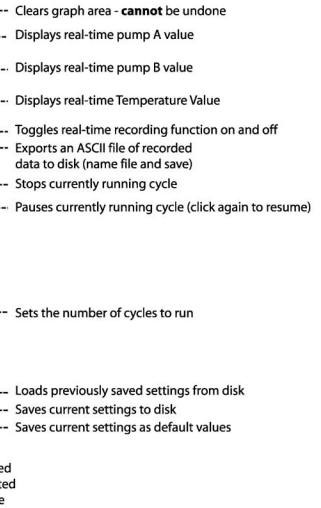 -- Clears graph area - cannot be undone
-- Displays real-time pump A value
-- Displays real-time pump B value
-- Displays real-time Temperature Value
-- Toggles real-time recording function on and off
-- Exports an ASCII file of recorded
data to disk (name file and save)
-- Stops currently running cycle
-- Pauses currently running cycle (click again to resume)
-- Sets the number of cycles to run
-- Loads previously saved settings from disk
-- Saves current settings to disk
-- Saves current settings as default values
ed
ted
e